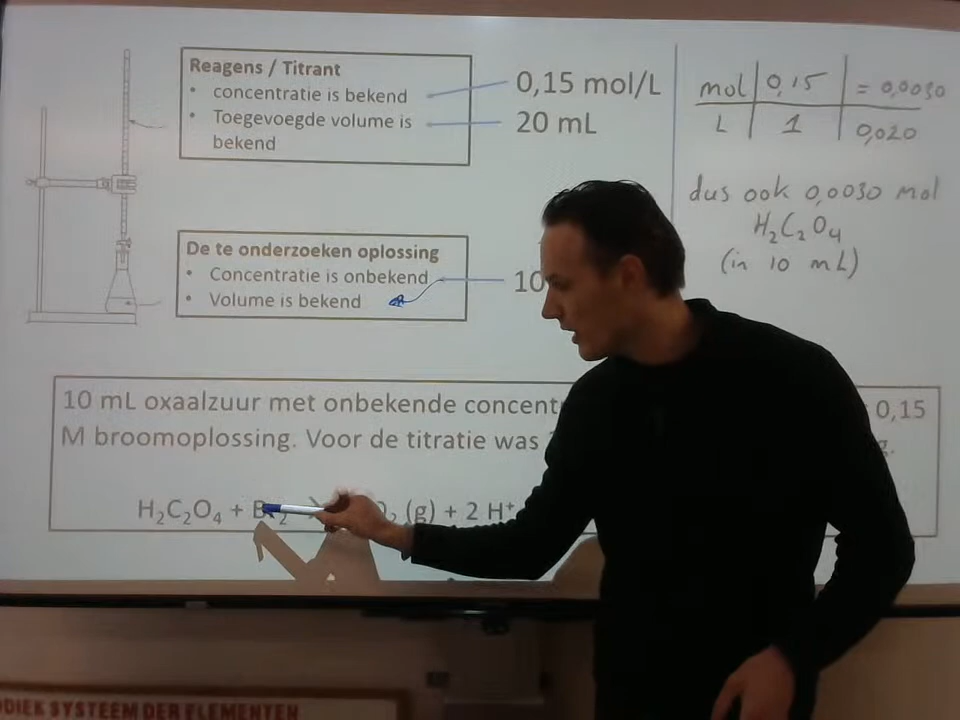 Reagens / Titrant
• concentratie is bekend
• Toegevoegde volume is
bekend
0,15 mol/L
20 mL
De te onderzoeken oplossing
• Concentratie is onbekend
• Volume is bekend
10
mol | 0,15 | = 0,0030
L | 1 | 0,020
dus ook 0,0030 mol
H₂C₂O₄
(in 10 mL)
10 mL oxaalzuur met onbekende 0,15
M broomoplossing. Voor de titratie was
H₂C₂O₄ + Br₂ (g) + 2 H⁺
SYSTEEM DER ELEMENTEN